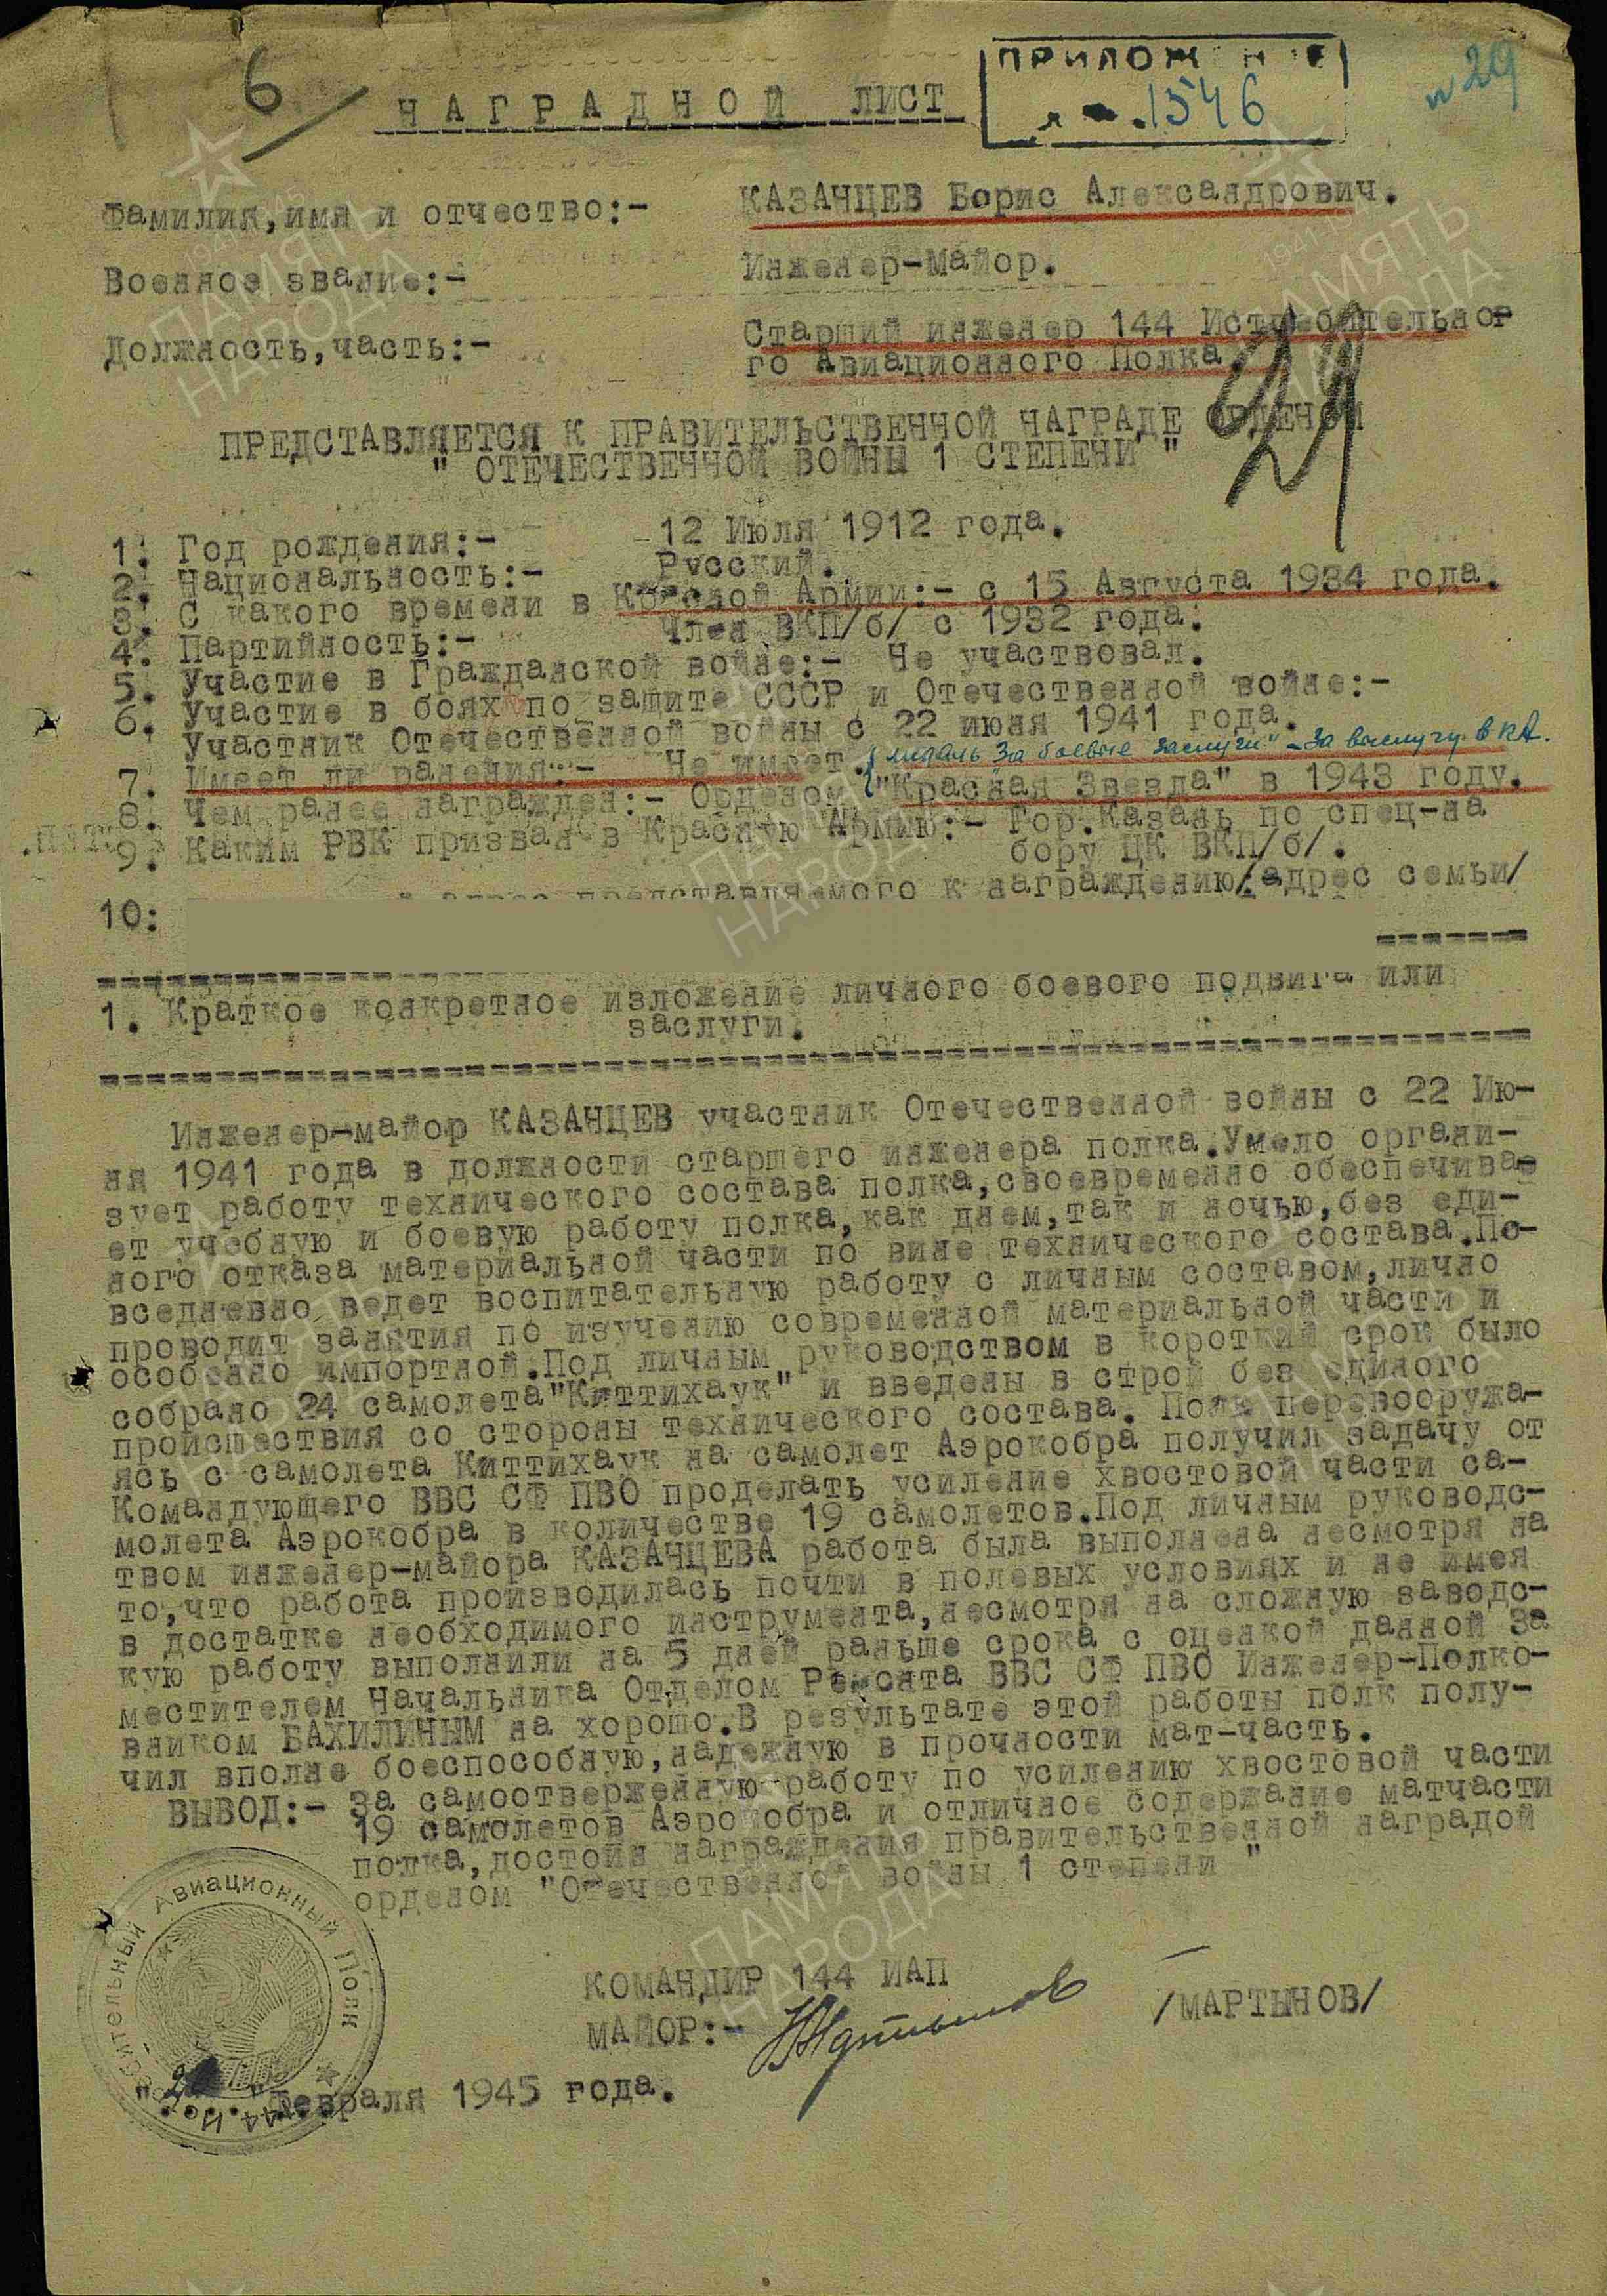 6
НАГРАДНОЙ ЛИСТ
ПРИЛОЖ
1546
29
Фамилия,имя и отчество:- КАЗАНЦЕВ Борис Александрович.
Военное звание:- Инженер-Майор.
Должность,часть:- Старший инженер 144 Истребительног
го Авиационного Полка.
ПРЕДСТАВЛЯЕТСЯ К ПРАВИТЕЛЬСТВЕННОЙ НАГРАДЕ ОРДЕНОМ
" ОТЕЧЕСТВЕННОЙ ВОЙНЫ 1 СТЕПЕНИ "
1. Год рождения:- 12 Июля 1912 года.
2. Национальность:- Русский.
3. С какого времени в Красной Армии:- с 15 Августа 1934 года.
4. Партийность:- Член ВКП/б/ с 1932 года.
5. Участие в Гражданской войне:- Не участвовал.
6. Участие в боях по защите СССР и Отечественной войне:-
Участник Отечественной войны с 22 июня 1941 года.
медаль За боевые заслуги" - За выслугу в КА.
7. Имеет ли ранения:- Не имеет.
8. Чем ранее награжден:- Орденом "Красная Звезда" в 1943 году.
9. Каким РВК призван в Красную Армию:- Гор.Казань по спец-на
бору ЦК ВКП/б/.
10: представляемого к награждению/адрес семьи/
1. Краткое конкретное изложение личного боевого подвига или
заслуги.
Инженер-майор КАЗАНЦЕВ участник Отечественной войны с 22 Ию-
ня 1941 года в должности старшего инженера полка.Умело органи-
зует работу технического состава полка,своевременно обеспечивае
ет учебную и боевую работу полка,как днем,так и ночью,без еди-
ного отказа материальной части по вине технического состава.По-
вседневно ведет воспитательную работу с личным составом,лично
проводит занятия по изучению современной материальной части и
особенно импортной.Под личным руководством в короткий срок было
собрано 24 самолета"Киттихаук" и введены в строй без единого
происшествия со стороны технического состава. Полк перевооружа-
ясь с самолета Киттихаук на самолет Аэрокобра получил задачу от
Командующего ВВС СФ ПВО проделать усиление хвостовой части са-
молета Аэрокобра в количестве 19 самолетов.Под личным руководс-
твом инженер-майора КАЗАНЦЕВА работа была выполнена несмотря на
то,что работа производилась почти в полевых условиях и не имея
в достатке необходимого инструмента,несмотря на сложную заводс-
кую работу выполнили на 5 дней раньше срока с оценкой данной За
местителем Начальника Отделом Ремонта ВВС СФ ПВО Инженер-Полко-
вником БАХИЛИНЫМ на хорошо.В результате этой работы полк полу-
чил вполне боеспособную,надежную в прочности мат-часть.
ВЫВОД:- За самоотверженную работу по усилению хвостовой части
19 самолетов Аэрокобра и отличное содержание матчасти
полка,достоин награждения правительственной наградой
орденом "Отечественной войны 1 степени "
КОМАНДИР 144 ИАП
МАЙОР:- /МАРТЫНОВ/
Февраля 1945 года.
Авиационный Полк
ПАМЯТЬ
НАРОДА